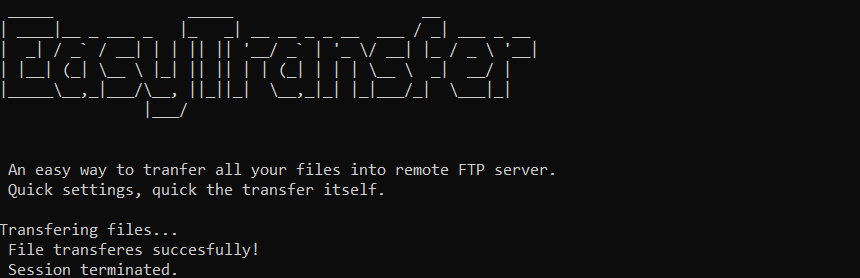 EasyTransfer
An easy way to tranfer all your files into remote FTP server.
Quick settings, quick the transfer itself.
Transfering files...
File transferes succesfully!
Session terminated.